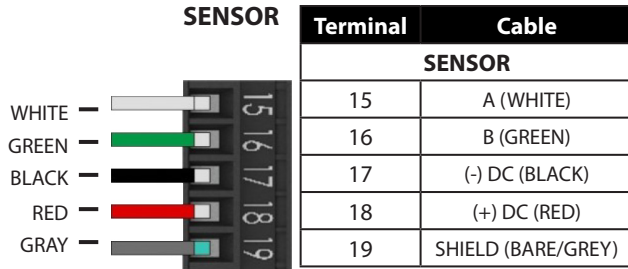 SENSOR
WHITE
GREEN
BLACK
RED
GRAY
15
16
17
18
19
Terminal Cable
SENSOR
15 A (WHITE)
16 B (GREEN)
17 (-) DC (BLACK)
18 (+) DC (RED)
19 SHIELD (BARE/GREY)